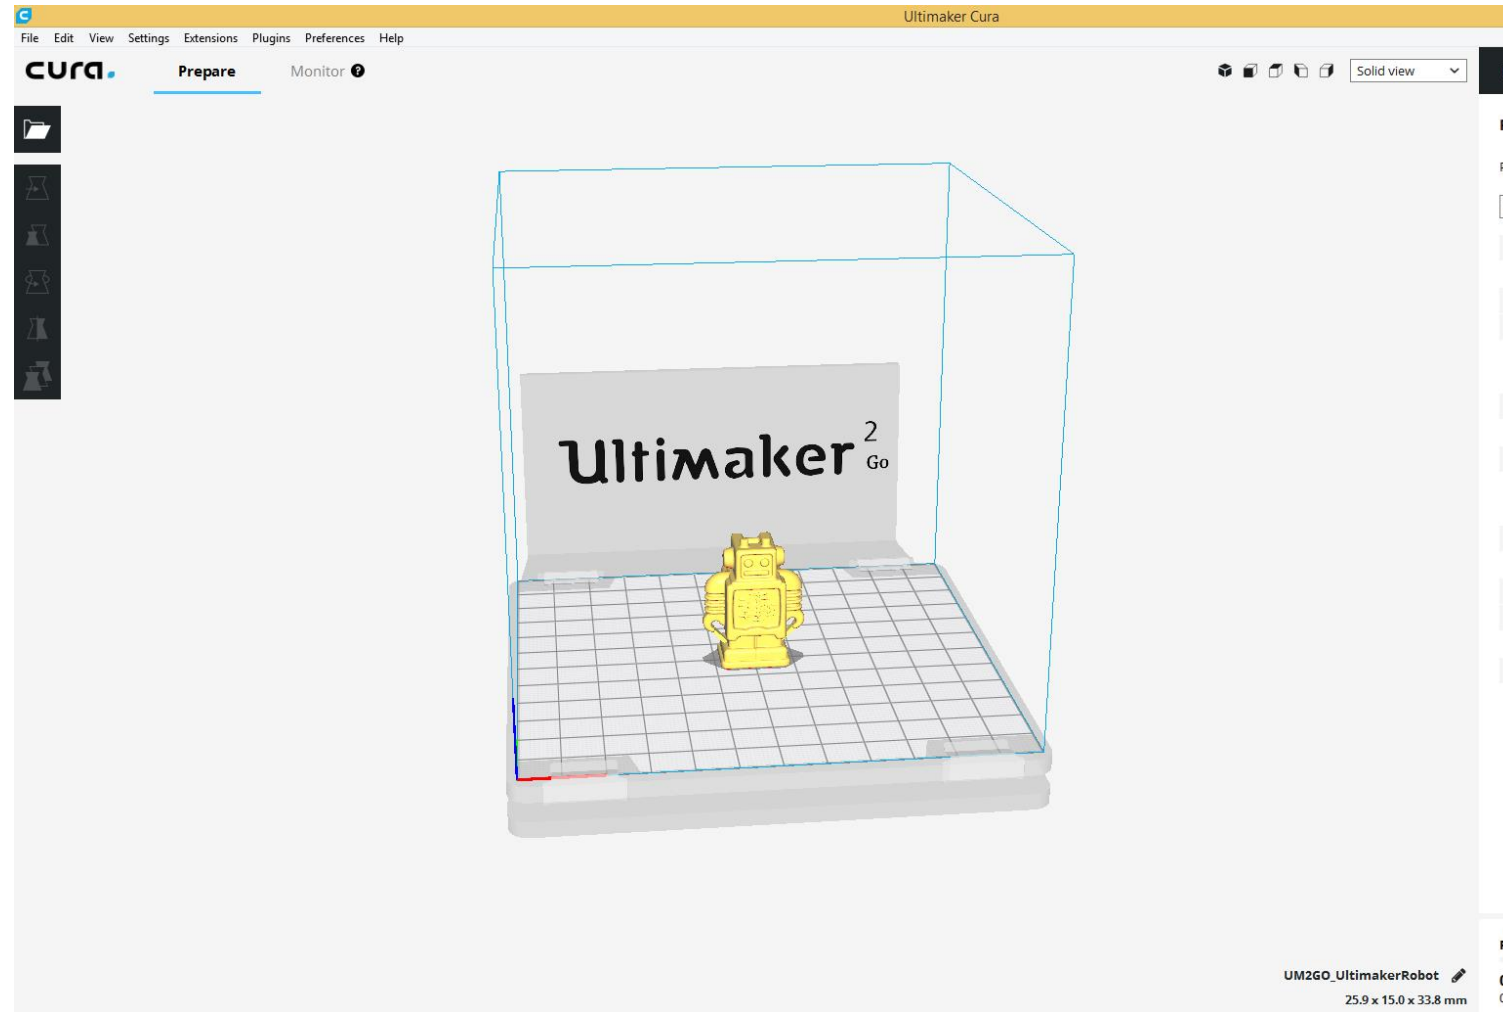 Ultimaker Cura
File Edit View Settings Extensions Plugins Preferences Help
cura. Prepare Monitor ? Solid view
Ultimaker 2
Go
UM2GO_UltimakerRobot
25.9 x 15.0 x 33.8 mm